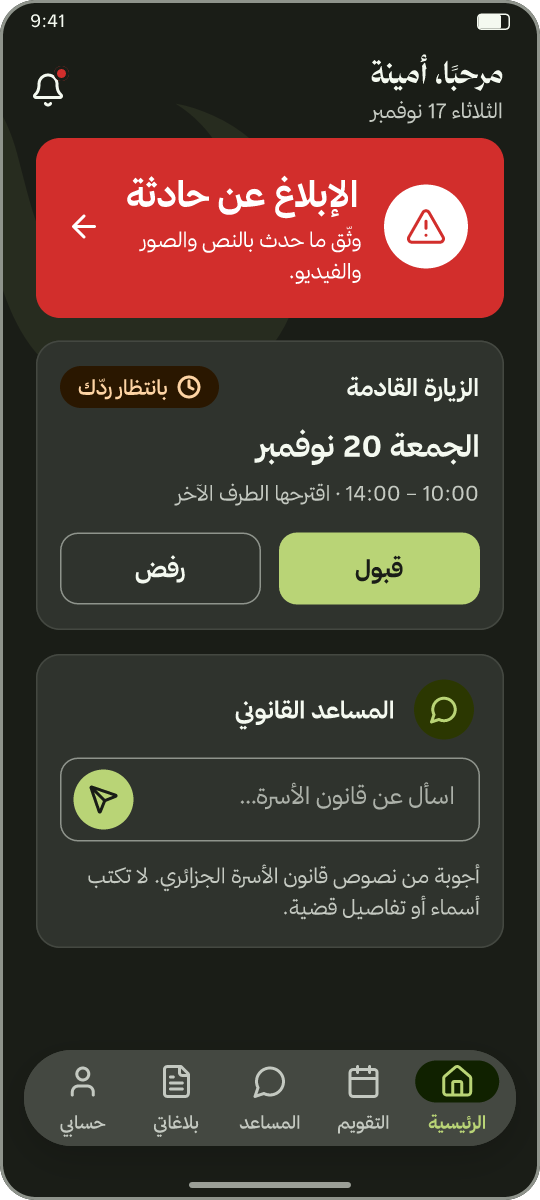 9:41
مرحبًا، أمينة
الثلاثاء 17 نوفمبر
الإبلاغ عن حادثة
وثّق ما حدث بالنص والصور
والفيديو.
الزيارة القادمة
بانتظار ردّك
الجمعة 20 نوفمبر
10:00 – 14:00 · اقترحها الطرف الآخر
قبول
رفض
المساعد القانوني
اسأل عن قانون الأسرة...
أجوبة من نصوص قانون الأسرة الجزائري. لا تكتب
أسماء أو تفاصيل قضية.
الرئيسية
التقويم
المساعد
بلاغاتي
حسابي